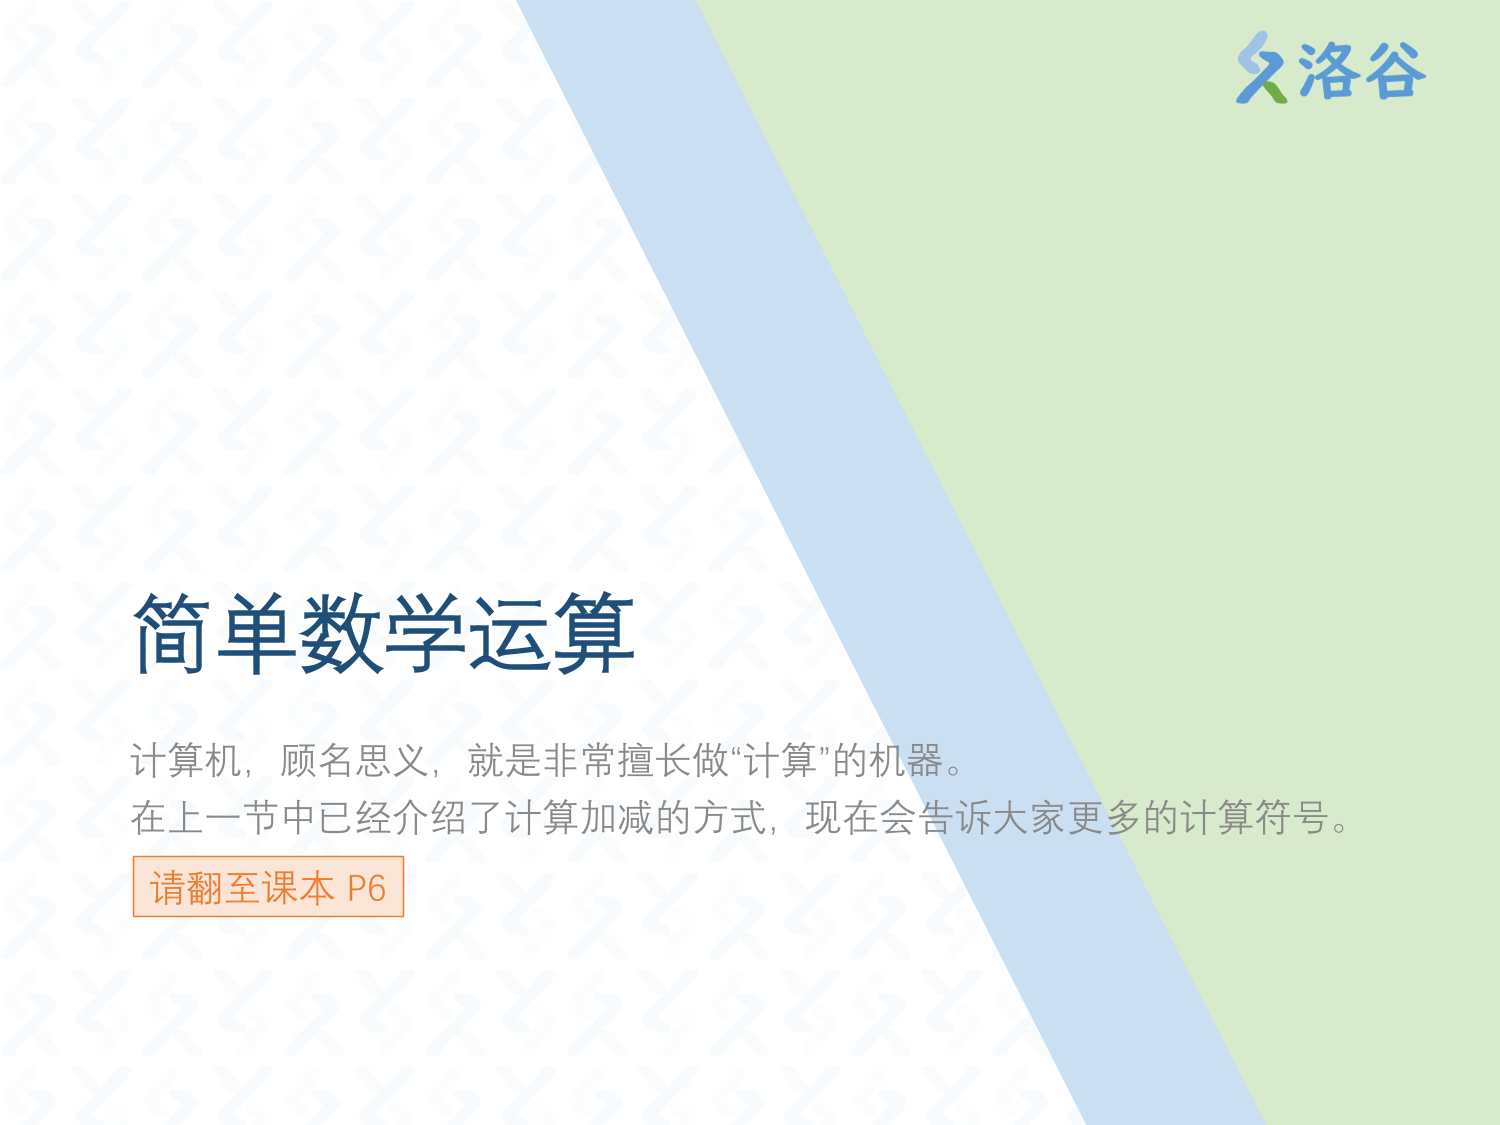 洛谷
简单数学运算
计算机，顾名思义，就是非常擅长做“计算”的机器。
在上一节中已经介绍了计算加减的方式，现在会告诉大家更多的计算符号。
请翻至课本 P6